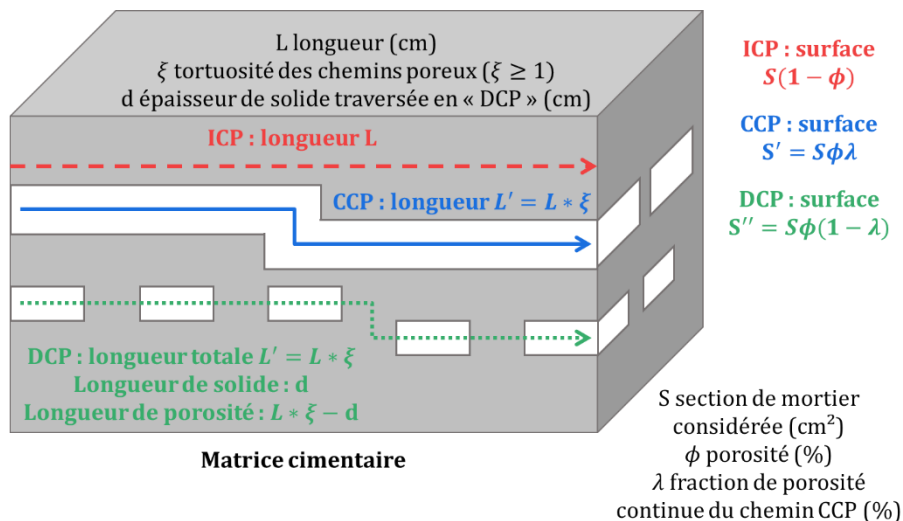 L longueur (cm)
ξ tortuosité des chemins poreux (ξ ≥ 1)
d épaisseur de solide traversée en « DCP » (cm)
ICP : longueur L
CCP : longueur L′ = L ∗ ξ
DCP : longueur totale L′ = L ∗ ξ
Longueur de solide : d
Longueur de porosité : L ∗ ξ − d
Matrice cimentaire
ICP : surface
S(1 − ϕ)
CCP : surface
S′ = Sϕλ
DCP : surface
S′′ = Sϕ(1 − λ)
S section de mortier
considérée (cm²)
ϕ porosité (%)
λ fraction de porosité
continue du chemin CCP (%)